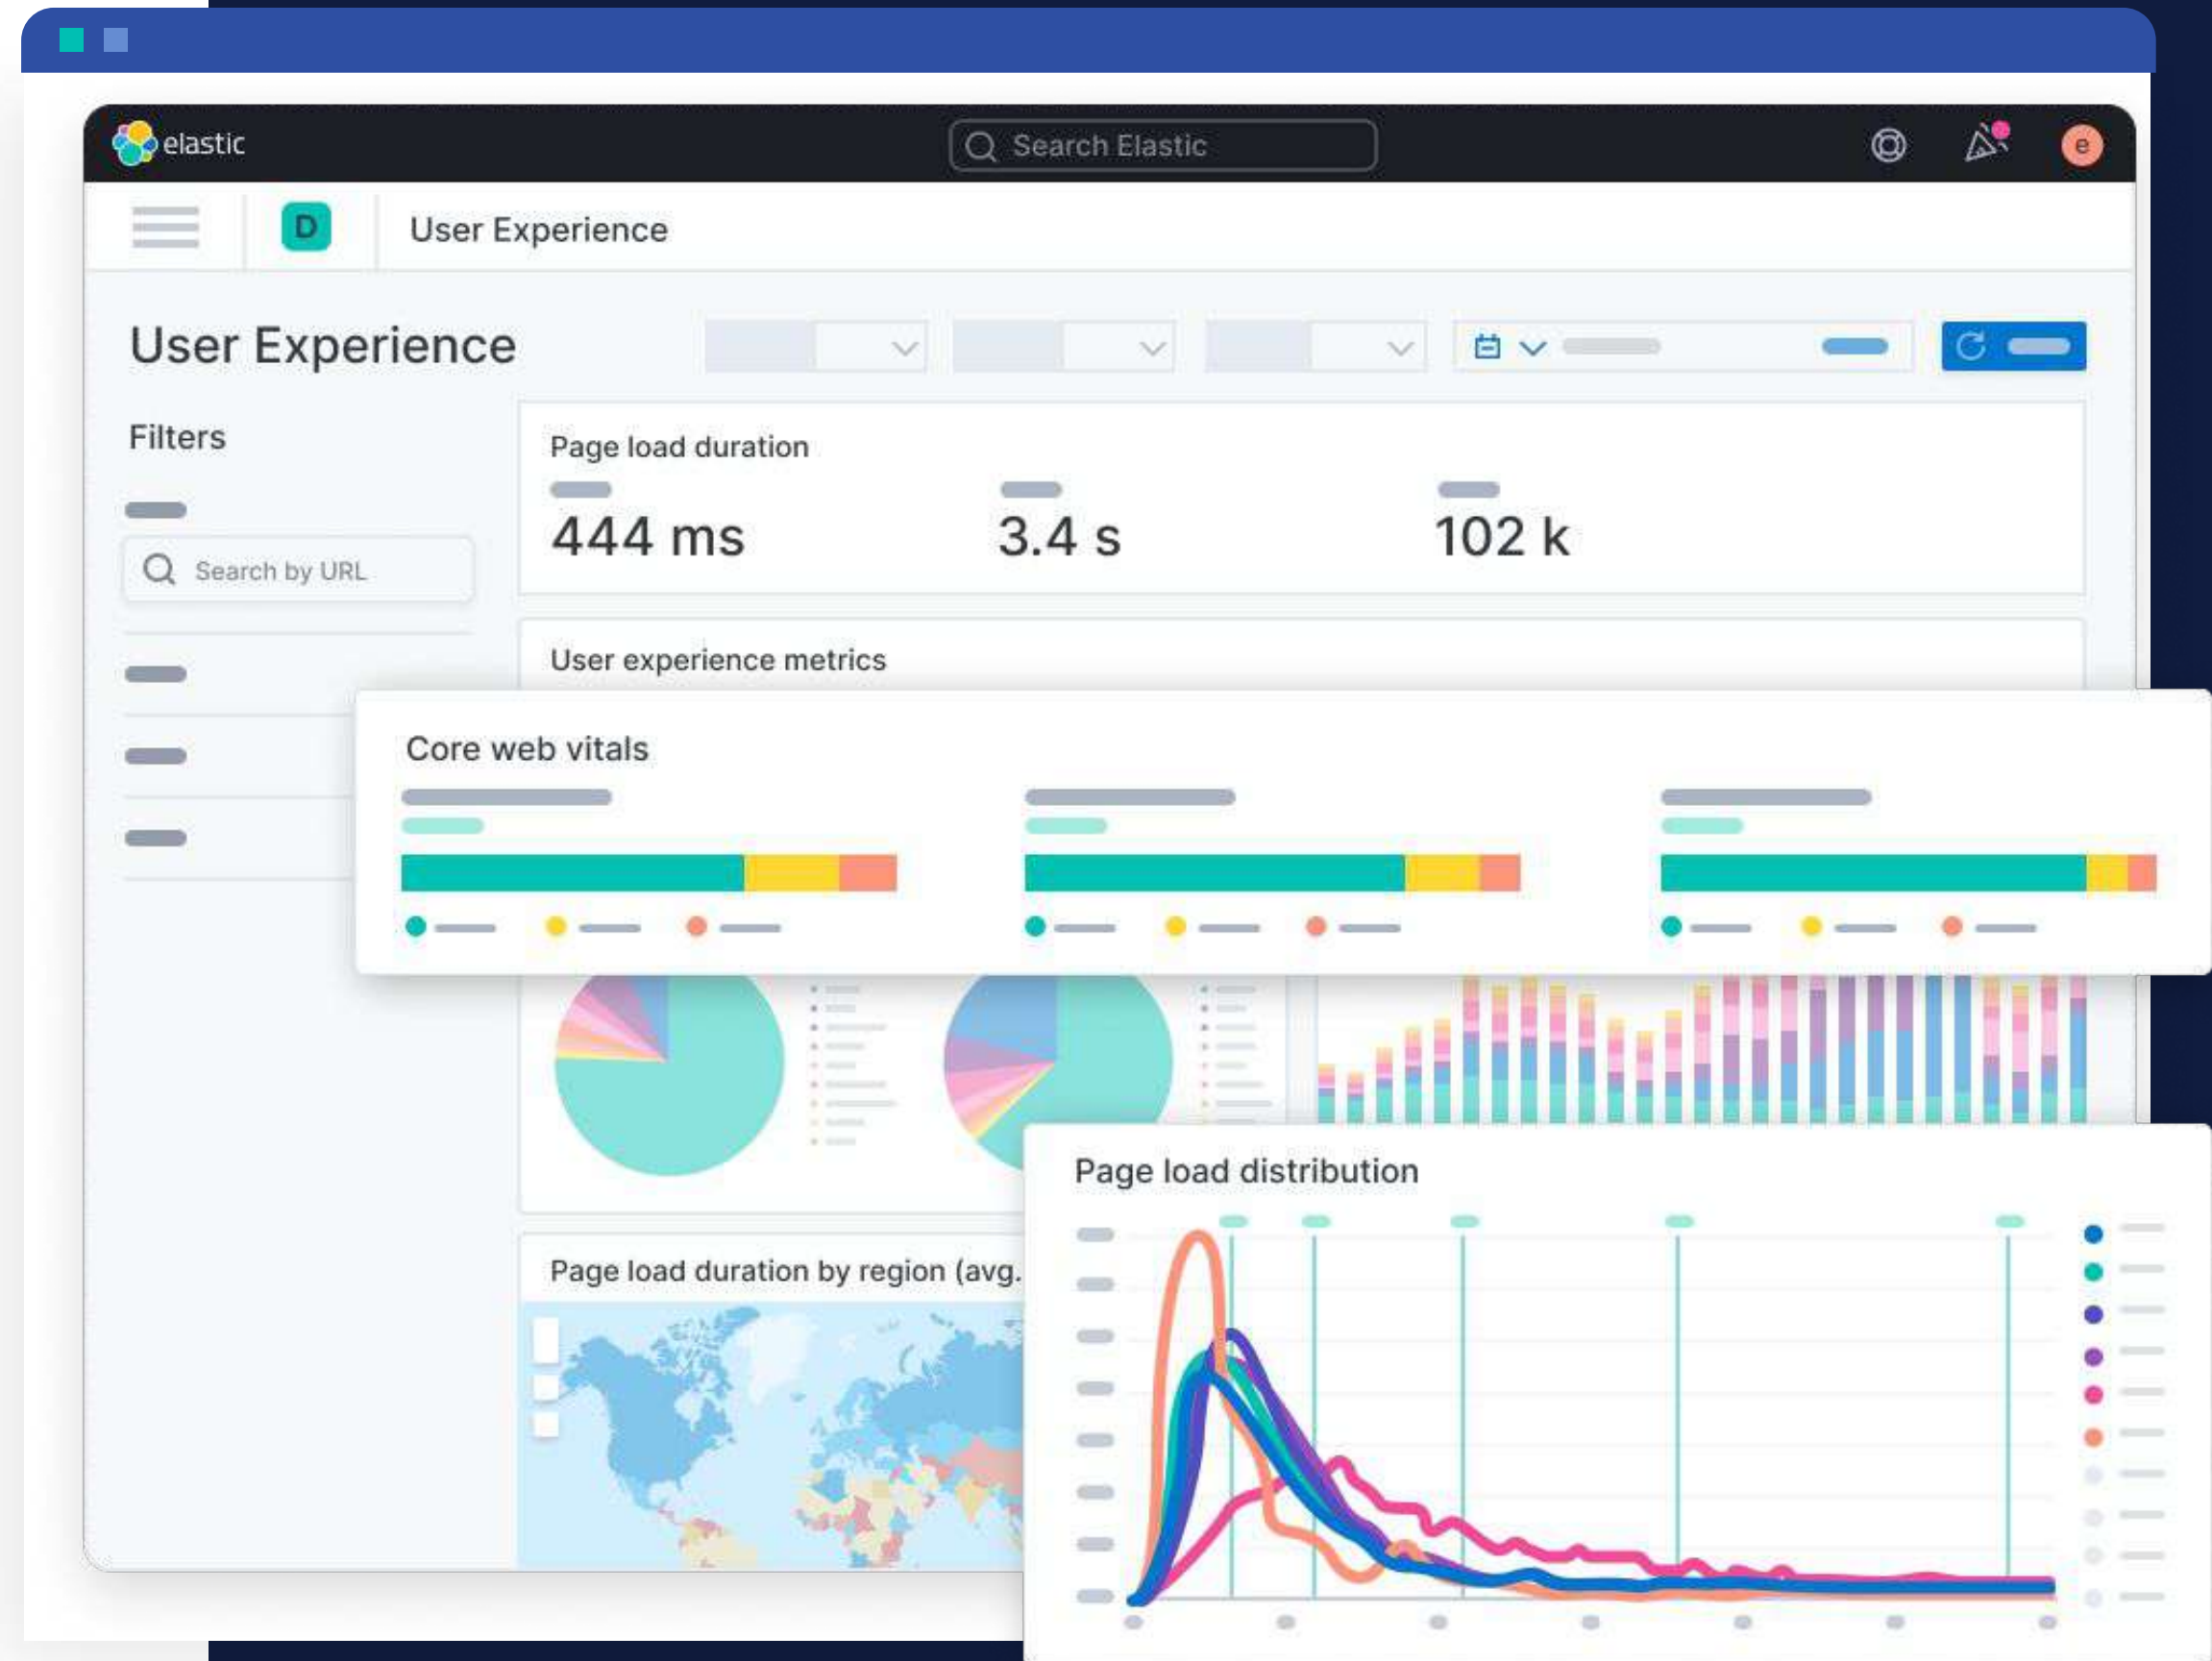 elastic
Search Elastic
e
D
User Experience
User Experience
Filters
Search by URL
Page load duration
444 ms
3.4 s
102 k
User experience metrics
Core web vitals
Page load distribution
Page load duration by region (avg.